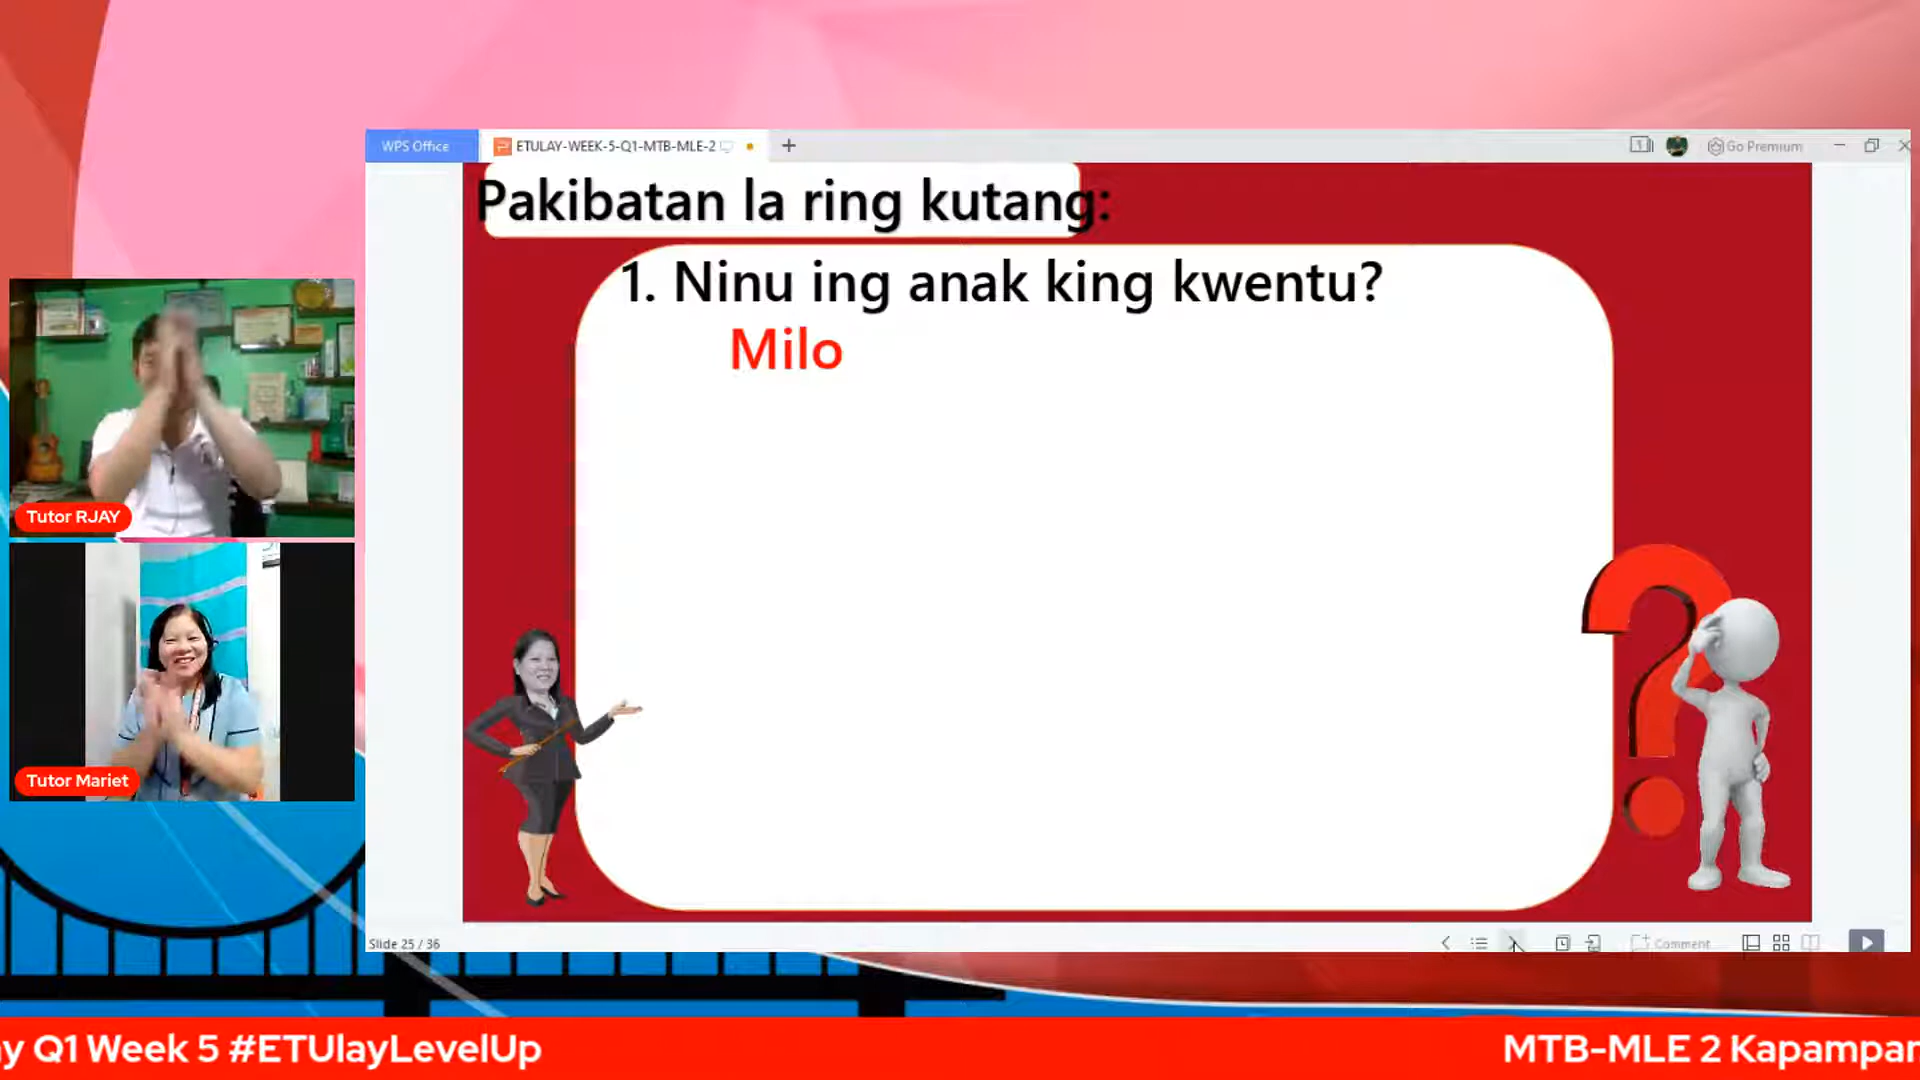 WPS Office
ETULAY-WEEK-5-Q1-MTB-MLE-2
Go Premium
Pakibatan la ring kutang:
1. Ninu ing anak king kwentu?
Milo
Tutor RJAY
Tutor Mariet
Slide 25 / 36
Comment
y Q1 Week 5 #ETUlayLevelUp
MTB-MLE 2 Kapampan